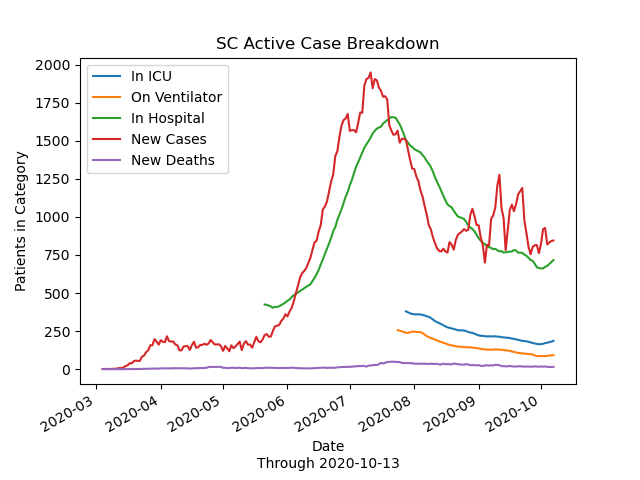 SC Active Case Breakdown
In ICU
On Ventilator
In Hospital
New Cases
New Deaths
Patients in Category
2000
1750
1500
1250
1000
750
500
250
0
2020-03
2020-04
2020-05
2020-06
2020-07
2020-08
2020-09
2020-10
Date
Through 2020-10-13